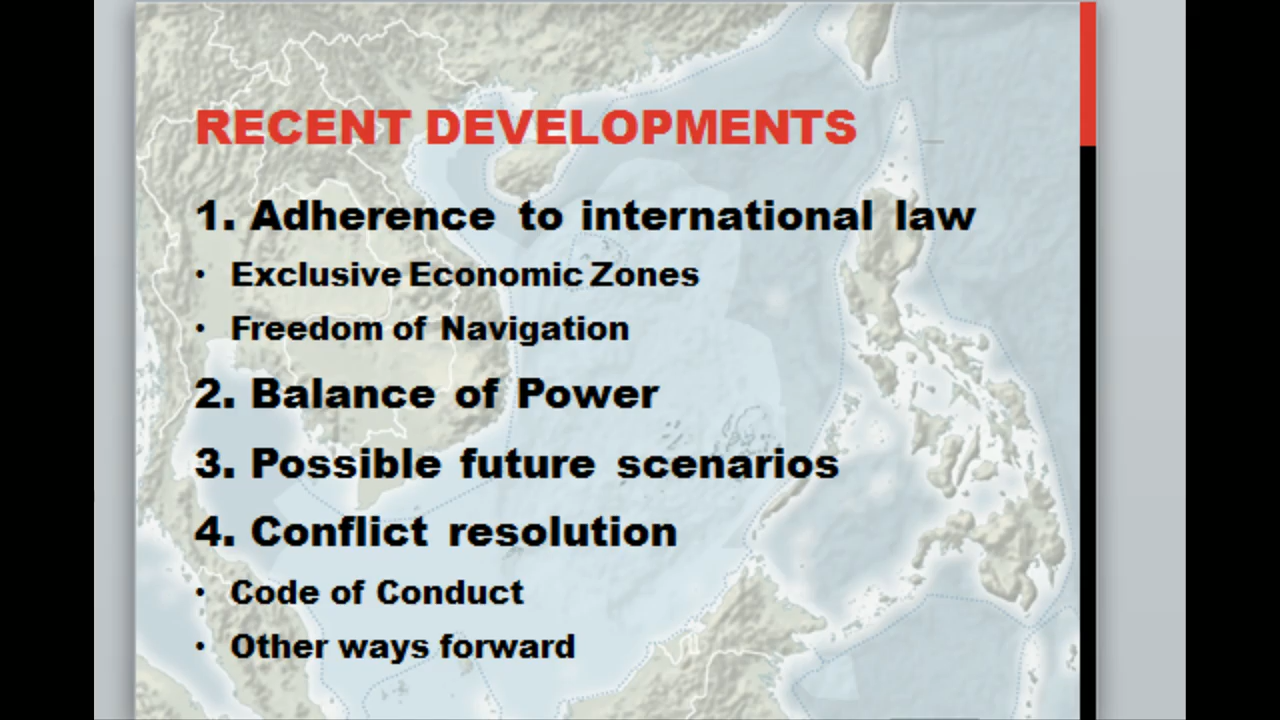 RECENT DEVELOPMENTS
1. Adherence to international law
• Exclusive Economic Zones
• Freedom of Navigation
2. Balance of Power
3. Possible future scenarios
4. Conflict resolution
• Code of Conduct
• Other ways forward